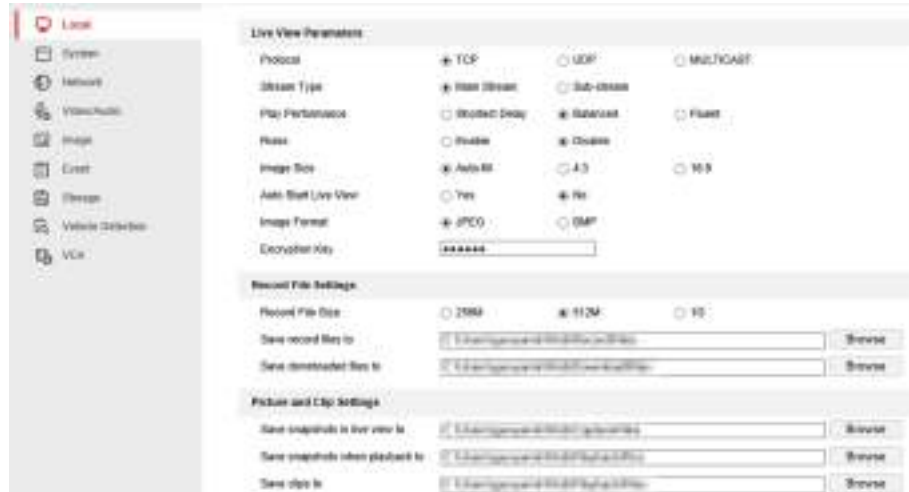 Local
System
Network
Video/Audio
Image
Event
Storage
Vehicle Detection
VCA
Live View Parameters
Protocol TCP UDP MULTICAST
Stream Type Main Stream Sub-stream
Play Performance Shortest Delay Balanced Fluent
Rules Enable Disable
Image Size Auto-fill 4:3 16:9
Auto Start Live View Yes No
Image Format JPEG BMP
Encryption Key ••••••
Record File Settings
Record File Size 256M 512M 1G
Save record files to Browse
Save downloaded files to Browse
Picture and Clip Settings
Save snapshots in live view to Browse
Save snapshots when playback to Browse
Save clips to Browse